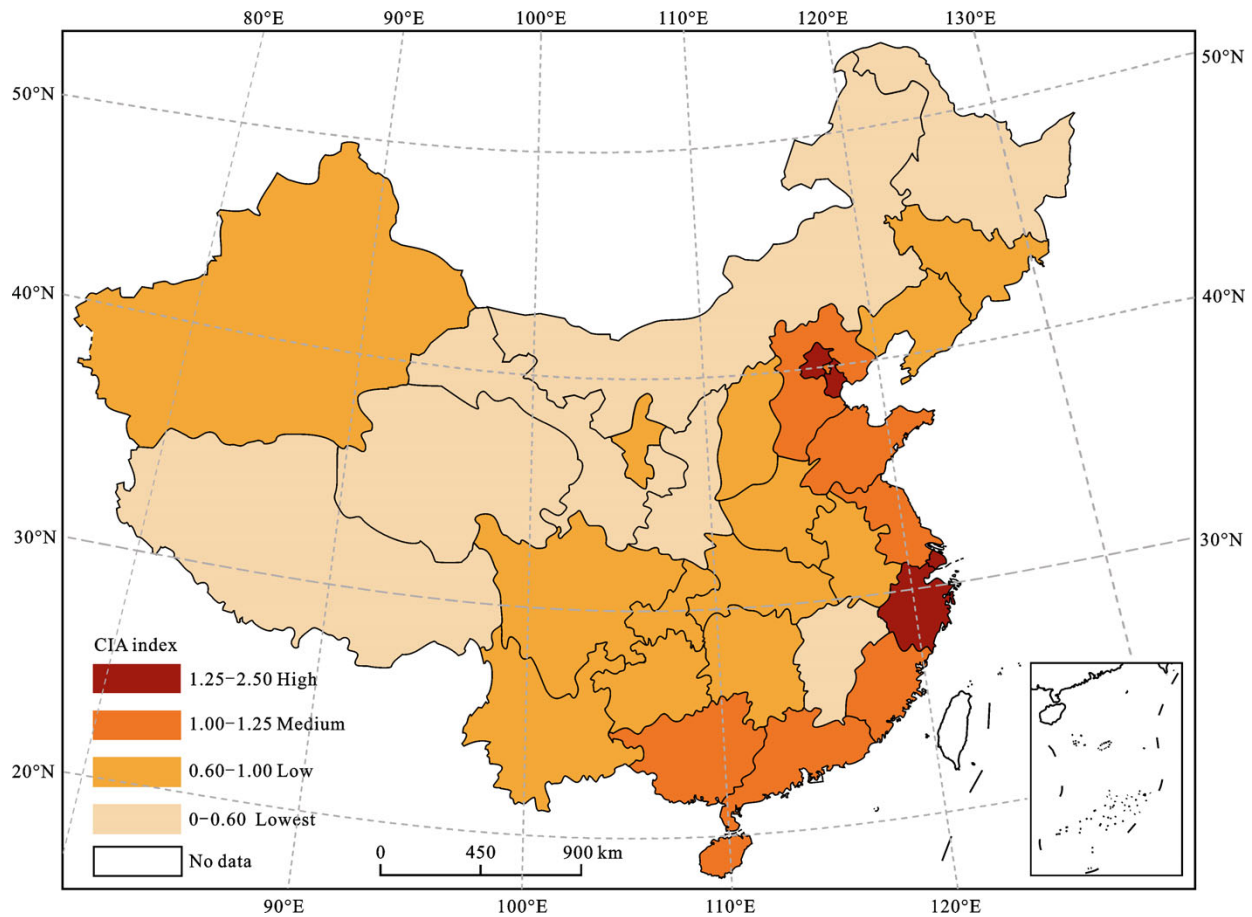 80°E 90°E 100°E 110°E 120°E 130°E
50°N
50°N
40°N
40°N
30°N
30°N
20°N
CIA index
1.25−2.50 High
1.00−1.25 Medium
0.60−1.00 Low
0−0.60 Lowest
No data
0 450 900 km
90°E 100°E 110°E 120°E